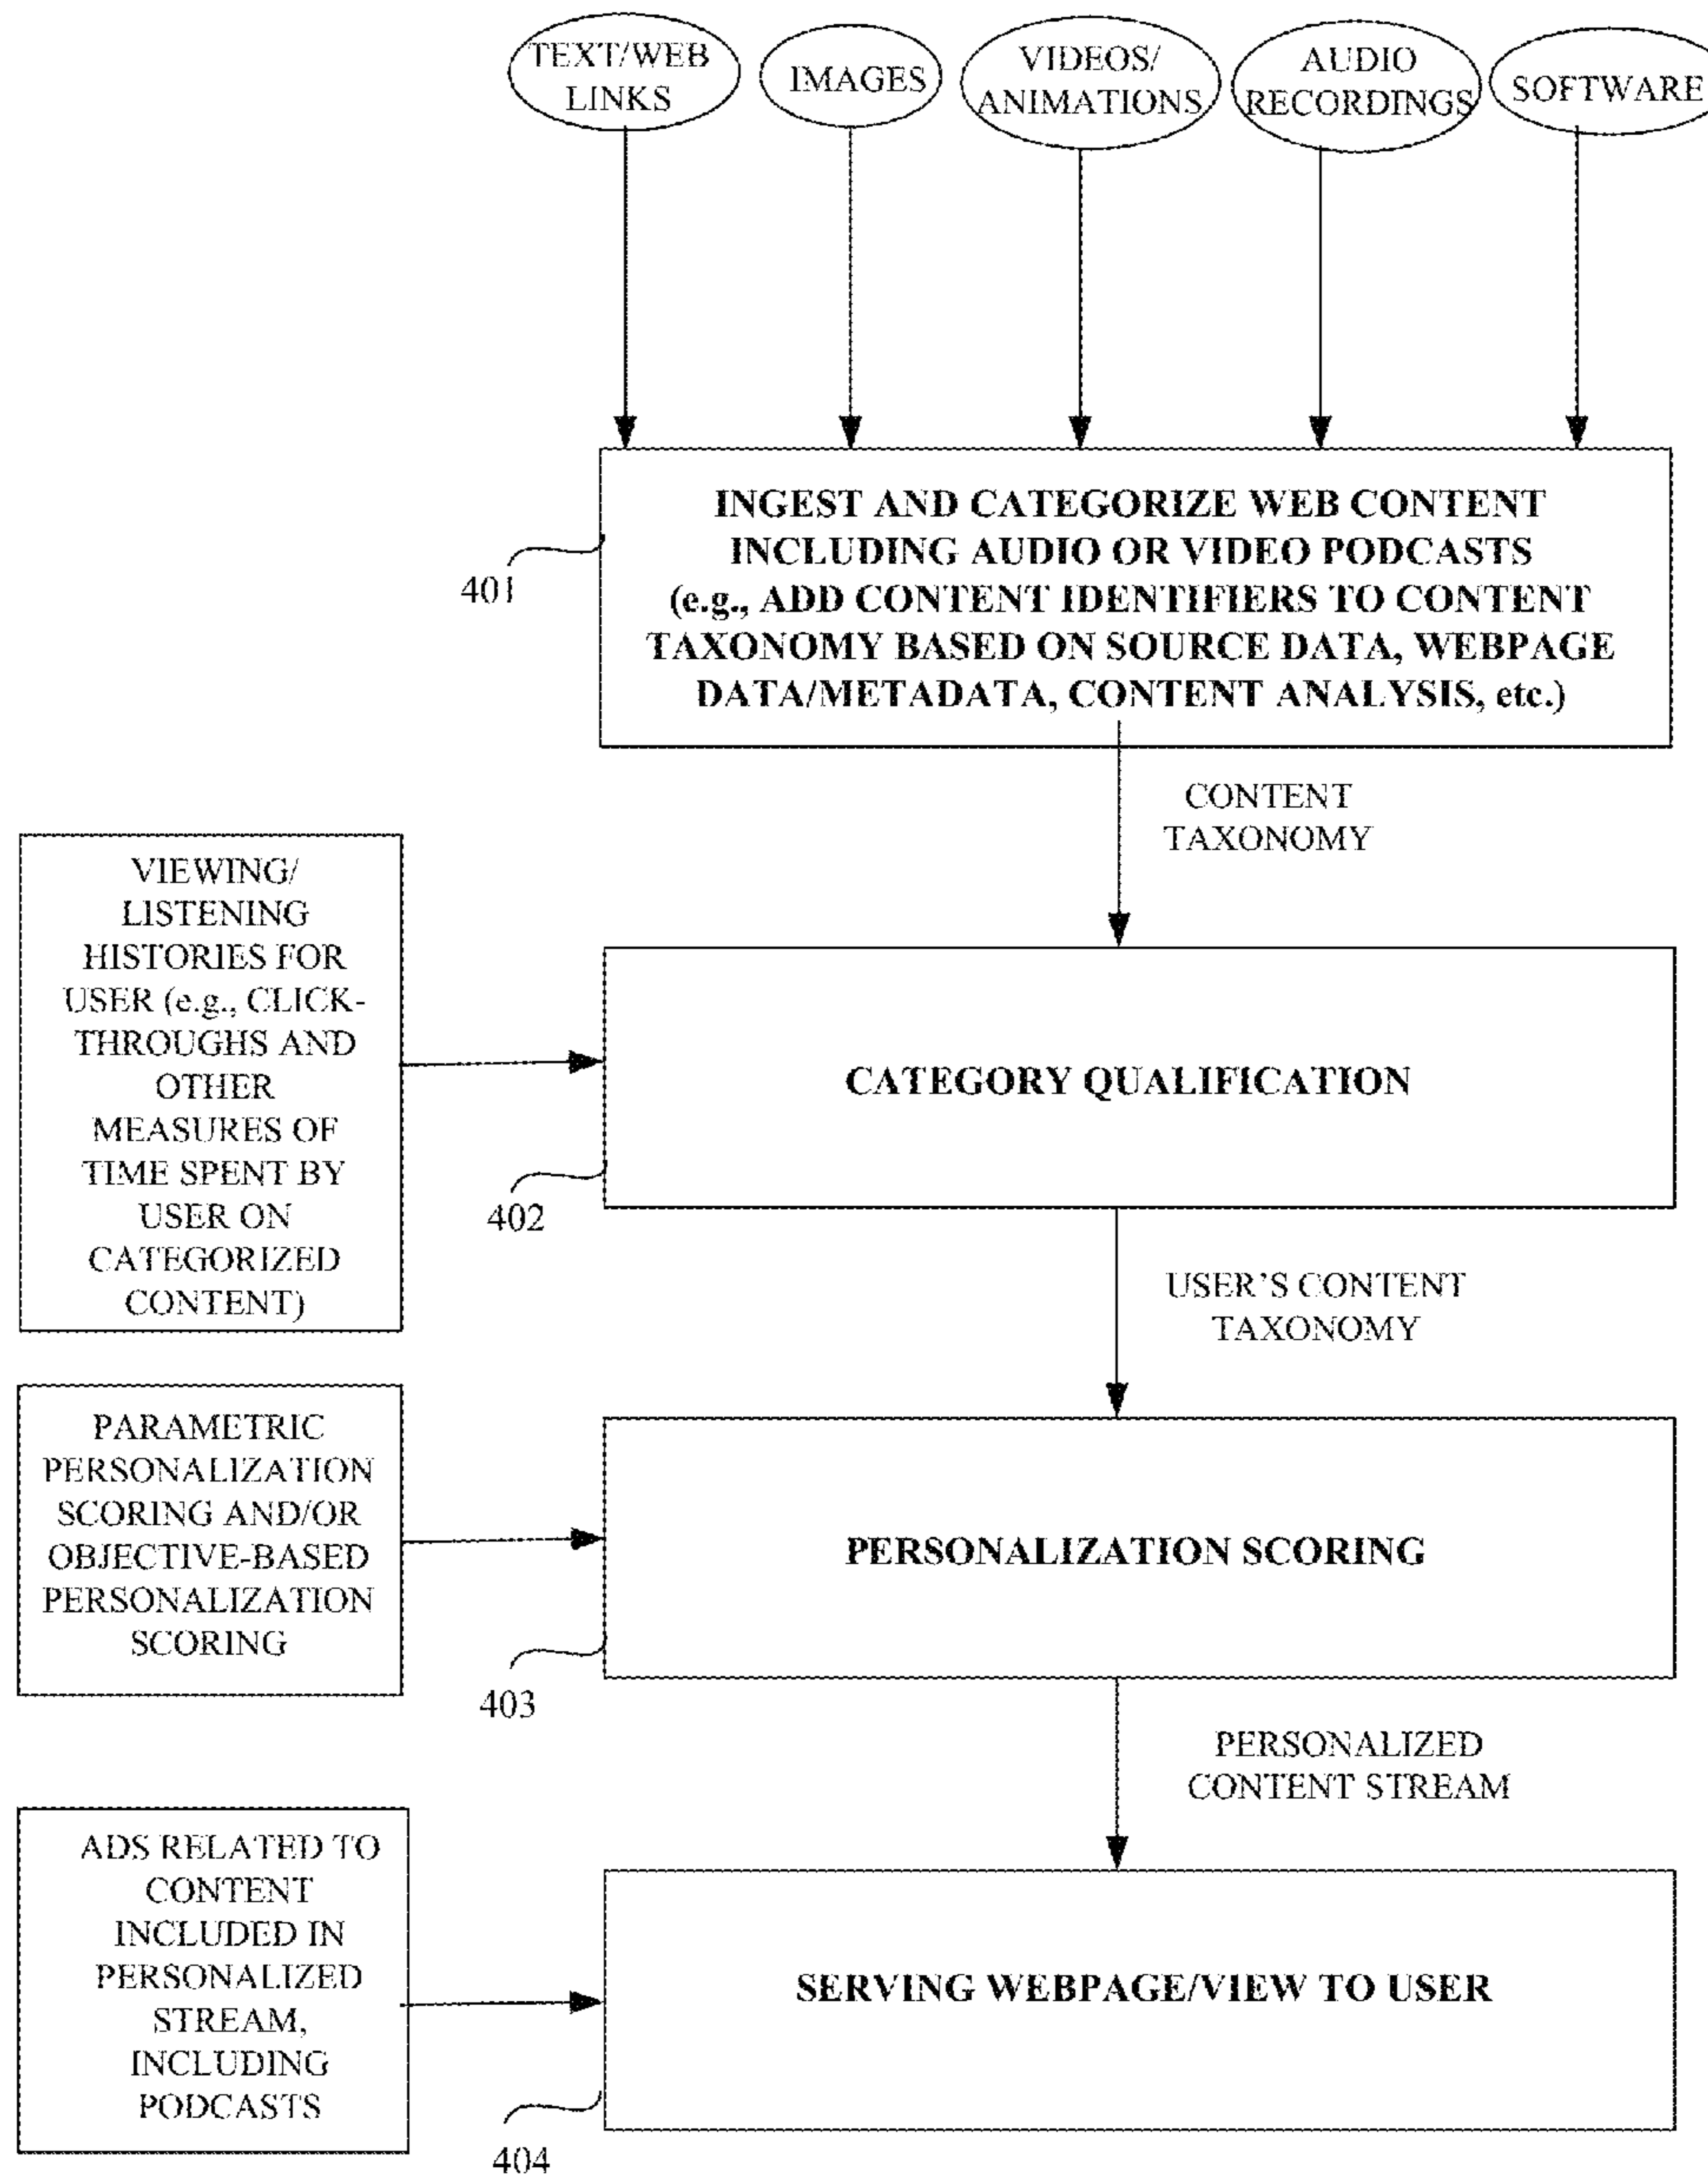 TEXT/WEB
LINKS
IMAGES
VIDEOS/
ANIMATIONS
AUDIO
RECORDINGS
SOFTWARE
INGEST AND CATEGORIZE WEB CONTENT
INCLUDING AUDIO OR VIDEO PODCASTS
(e.g., ADD CONTENT IDENTIFIERS TO CONTENT
TAXONOMY BASED ON SOURCE DATA, WEBPAGE
DATA/METADATA, CONTENT ANALYSIS, etc.)
401
CONTENT
TAXONOMY
VIEWING/
LISTENING
HISTORIES FOR
USER (e.g., CLICK-
THROUGHS AND
OTHER
MEASURES OF
TIME SPENT BY
USER ON
CATEGORIZED
CONTENT)
CATEGORY QUALIFICATION
402
USER'S CONTENT
TAXONOMY
PARAMETRIC
PERSONALIZATION
SCORING AND/OR
OBJECTIVE-BASED
PERSONALIZATION
SCORING
PERSONALIZATION SCORING
403
PERSONALIZED
CONTENT STREAM
ADS RELATED TO
CONTENT
INCLUDED IN
PERSONALIZED
STREAM,
INCLUDING
PODCASTS
SERVING WEBPAGE/VIEW TO USER
404